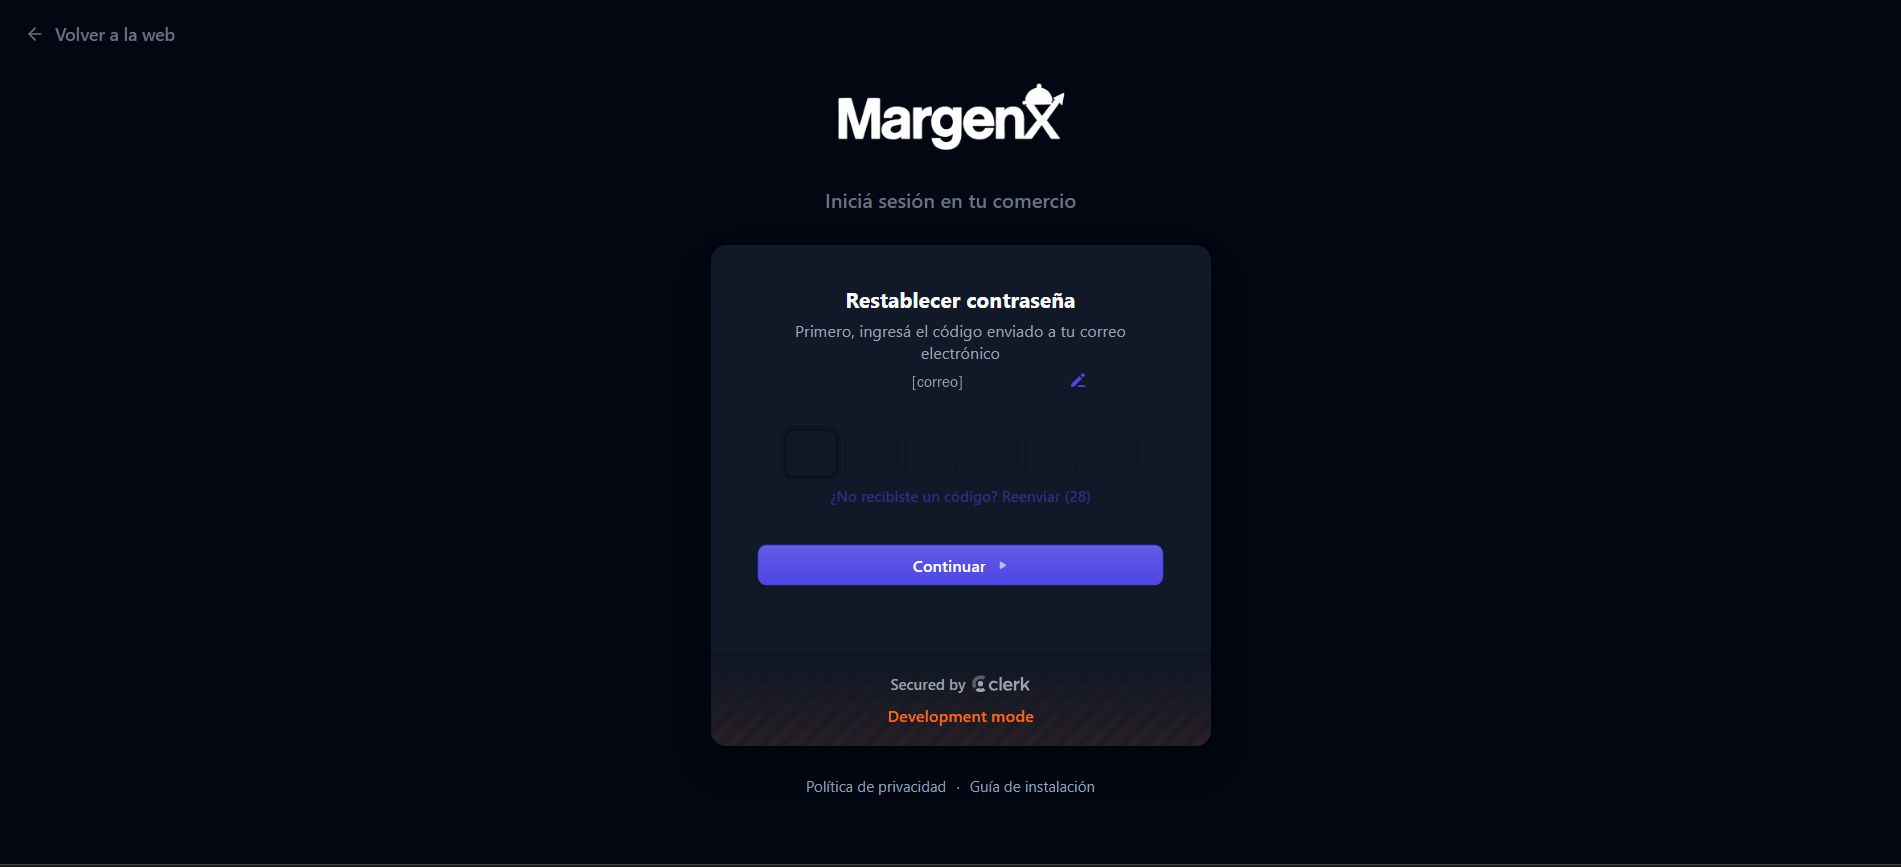 Volver a la web
MargenX
Iniciá sesión en tu comercio
Restablecer contraseña
Primero, ingresá el código enviado a tu correo
electrónico
[correo]
¿No recibiste un código? Reenviar (28)
Continuar
Secured by clerk
Development mode
Política de privacidad · Guía de instalación